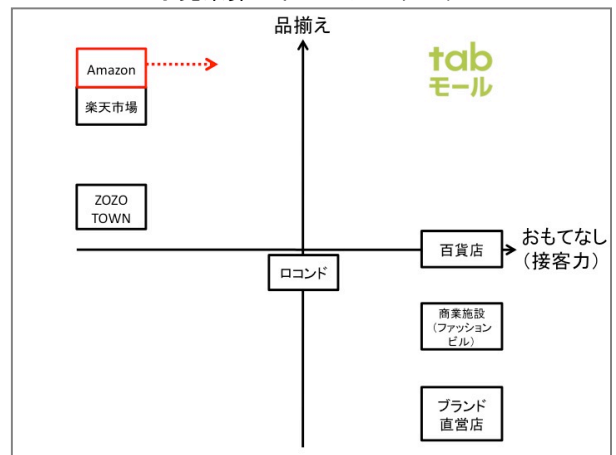 品揃え
tab
モール
Amazon
楽天市場
ZOZO
TOWN
百貨店
おもてなし
（接客力）
ロコンド
商業施設
（ファッション
ビル）
ブランド
直営店